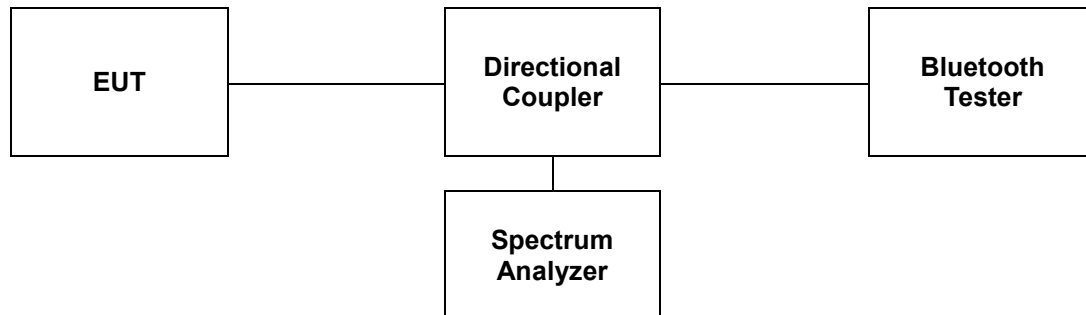 EUT
Directional
Coupler
Bluetooth
Tester
Spectrum
Analyzer